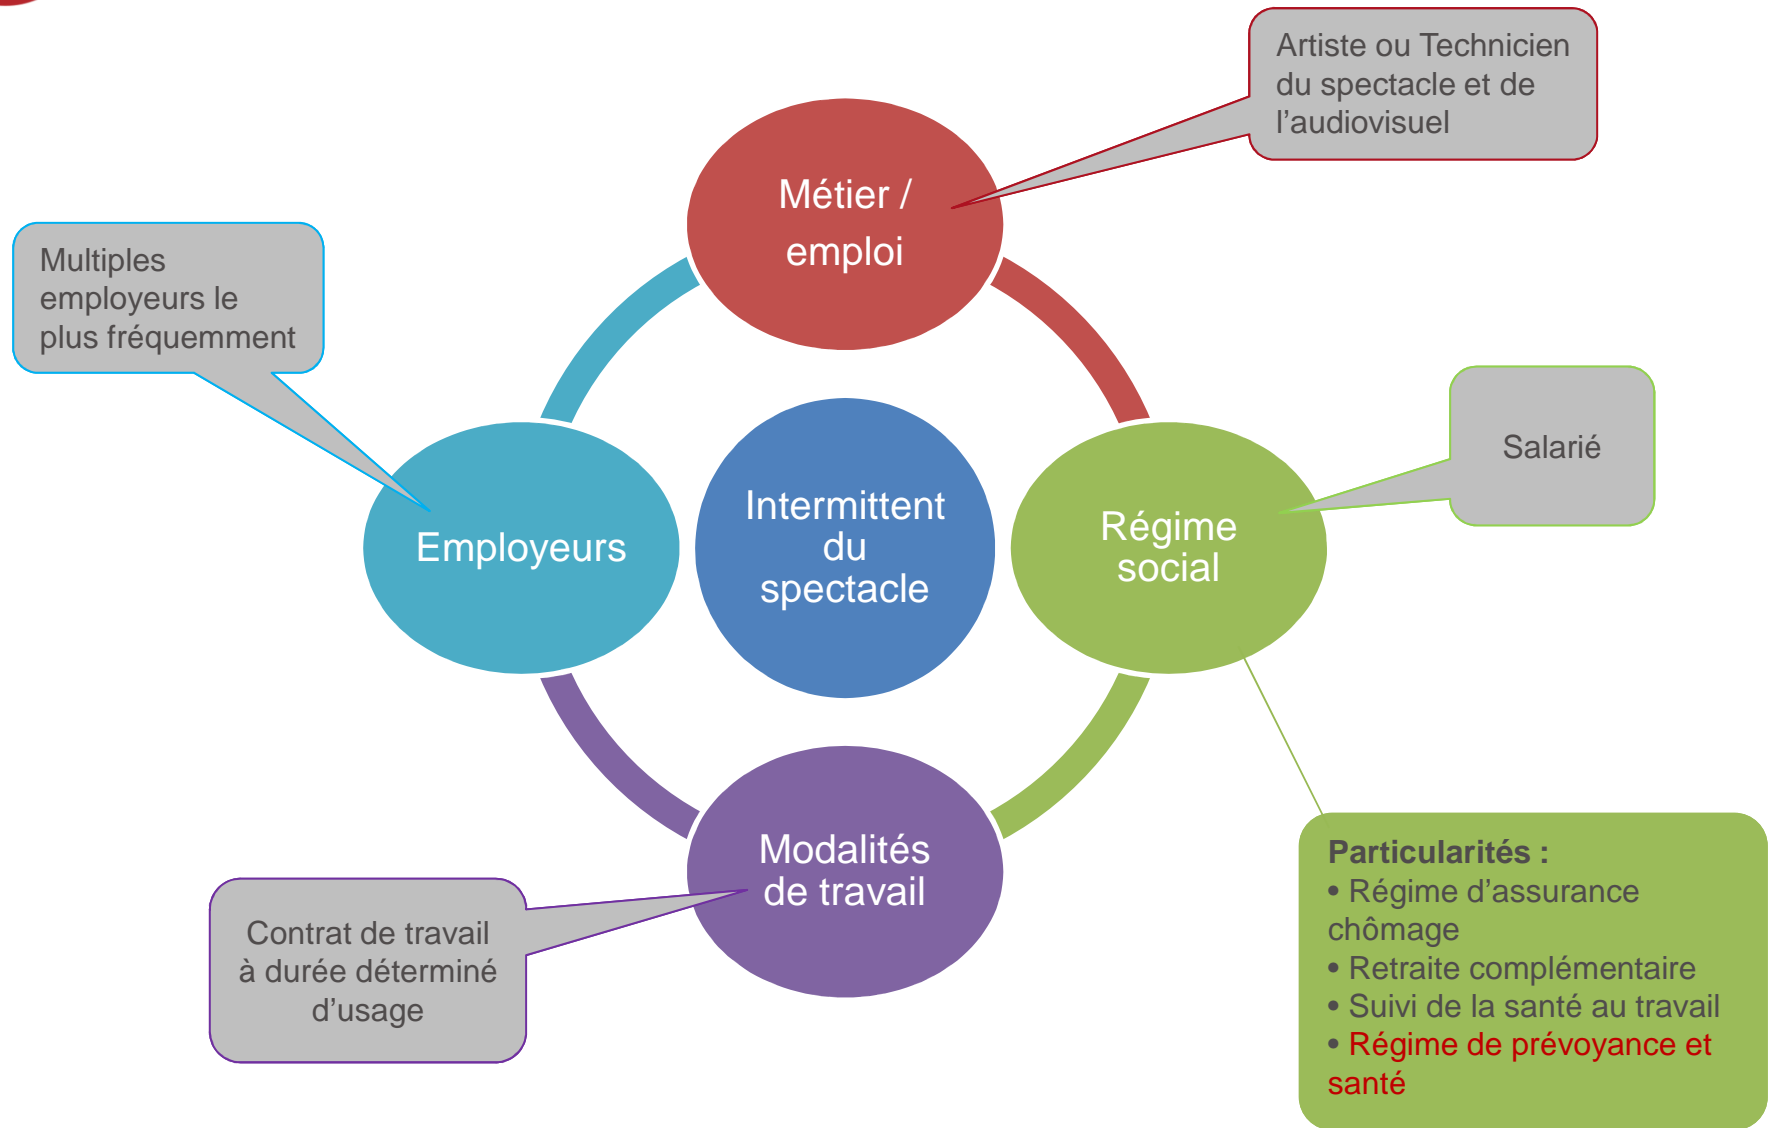 Artiste ou Technicien
du spectacle et de
l’audiovisuel
Métier /
emploi
Multiples
employeurs le
plus fréquemment
Salarié
Employeurs
Intermittent
du
spectacle
Régime
social
Modalités
de travail
Contrat de travail
à durée déterminé
d’usage
Particularités :
• Régime d’assurance
chômage
• Retraite complémentaire
• Suivi de la santé au travail
• Régime de prévoyance et
santé